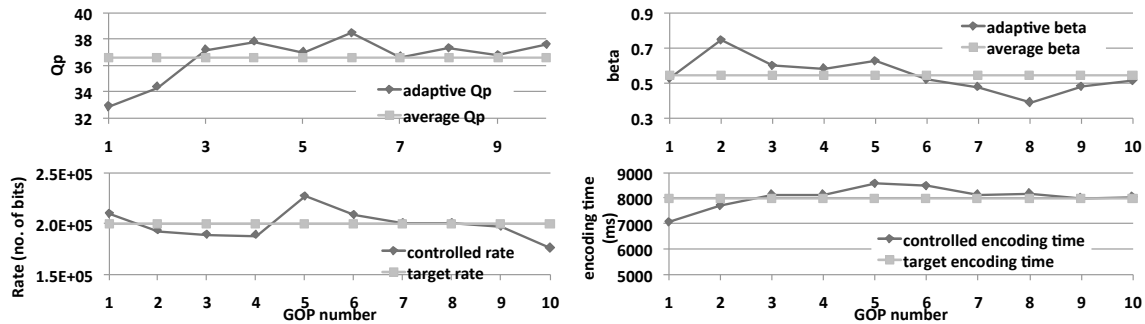 40
38
36
34
32
Qp
adaptive Qp
average Qp
1 3 5 7 9
0.9
0.7
0.5
0.3
beta
adaptive beta
average beta
1 2 3 4 5 6 7 8 9 10
2.5E+05
2.0E+05
1.5E+05
Rate (no. of bits)
controlled rate
target rate
1 2 3 4 5 6 7 8 9 10
GOP number
9000
8000
7000
6000
5000
encoding time
(ms)
controlled encoding time
target encoding time
1 2 3 4 5 6 7 8 9 10
GOP number